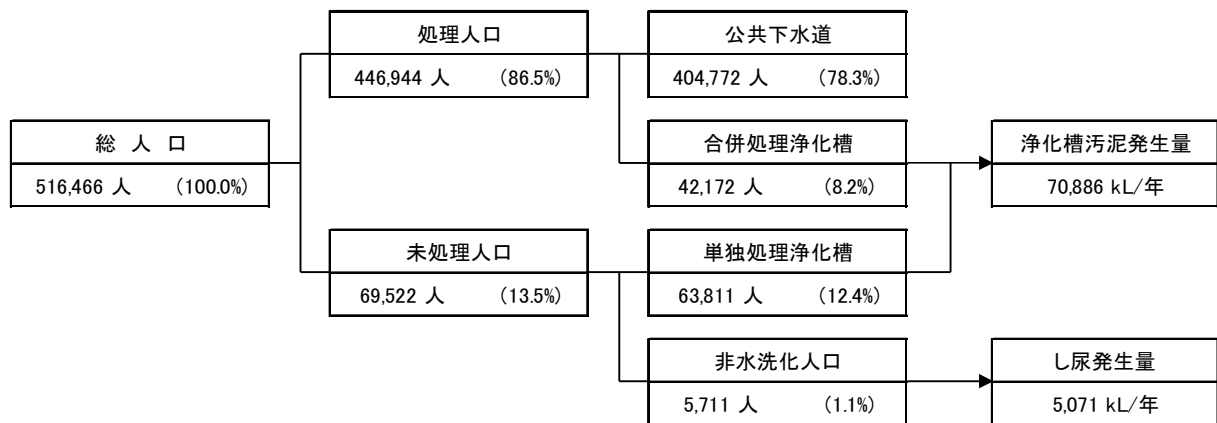 処理人口
446,944 人 (86.5%)
公共下水道
404,772 人 (78.3%)
総 人 口
516,466 人 (100.0%)
合併処理浄化槽
42,172 人 (8.2%)
浄化槽汚泥発生量
70,886 kL/年
未処理人口
69,522 人 (13.5%)
単独処理浄化槽
63,811 人 (12.4%)
非水洗化人口
5,711 人 (1.1%)
し尿発生量
5,071 kL/年